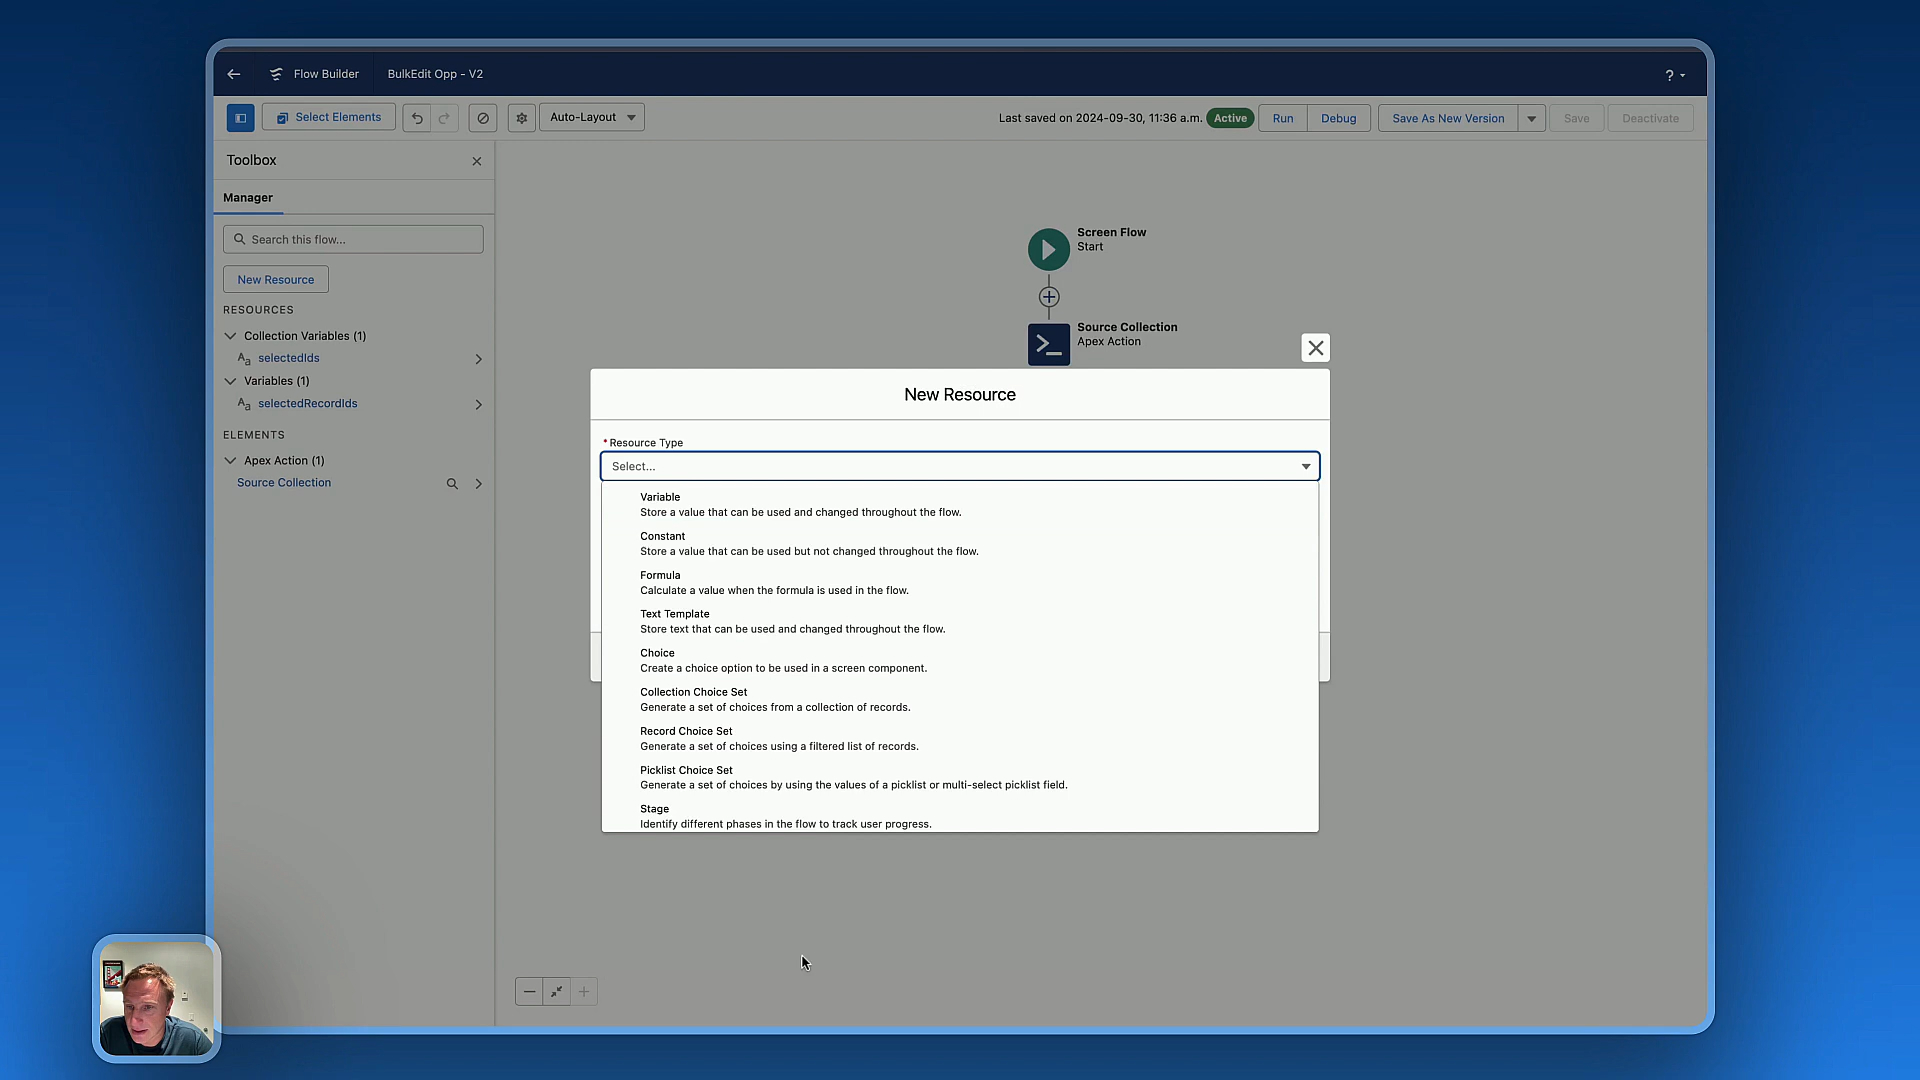 Flow Builder
BulkEdit Opp - V2
?
Select Elements
Auto-Layout
Last saved on 2024-09-30, 11:36 a.m.
Active
Run
Debug
Save As New Version
Save
Deactivate
Toolbox
Manager
Search this flow...
New Resource
RESOURCES
Collection Variables (1)
Aa selectedIds
Variables (1)
Aa selectedRecordIds
ELEMENTS
Apex Action (1)
Source Collection
Screen Flow
Start
Source Collection
Apex Action
New Resource
* Resource Type
Select...
Variable
Store a value that can be used and changed throughout the flow.
Constant
Store a value that can be used but not changed throughout the flow.
Formula
Calculate a value when the formula is used in the flow.
Text Template
Store text that can be used and changed throughout the flow.
Choice
Create a choice option to be used in a screen component.
Collection Choice Set
Generate a set of choices from a collection of records.
Record Choice Set
Generate a set of choices using a filtered list of records.
Picklist Choice Set
Generate a set of choices by using the values of a picklist or multi-select picklist field.
Stage
Identify different phases in the flow to track user progress.